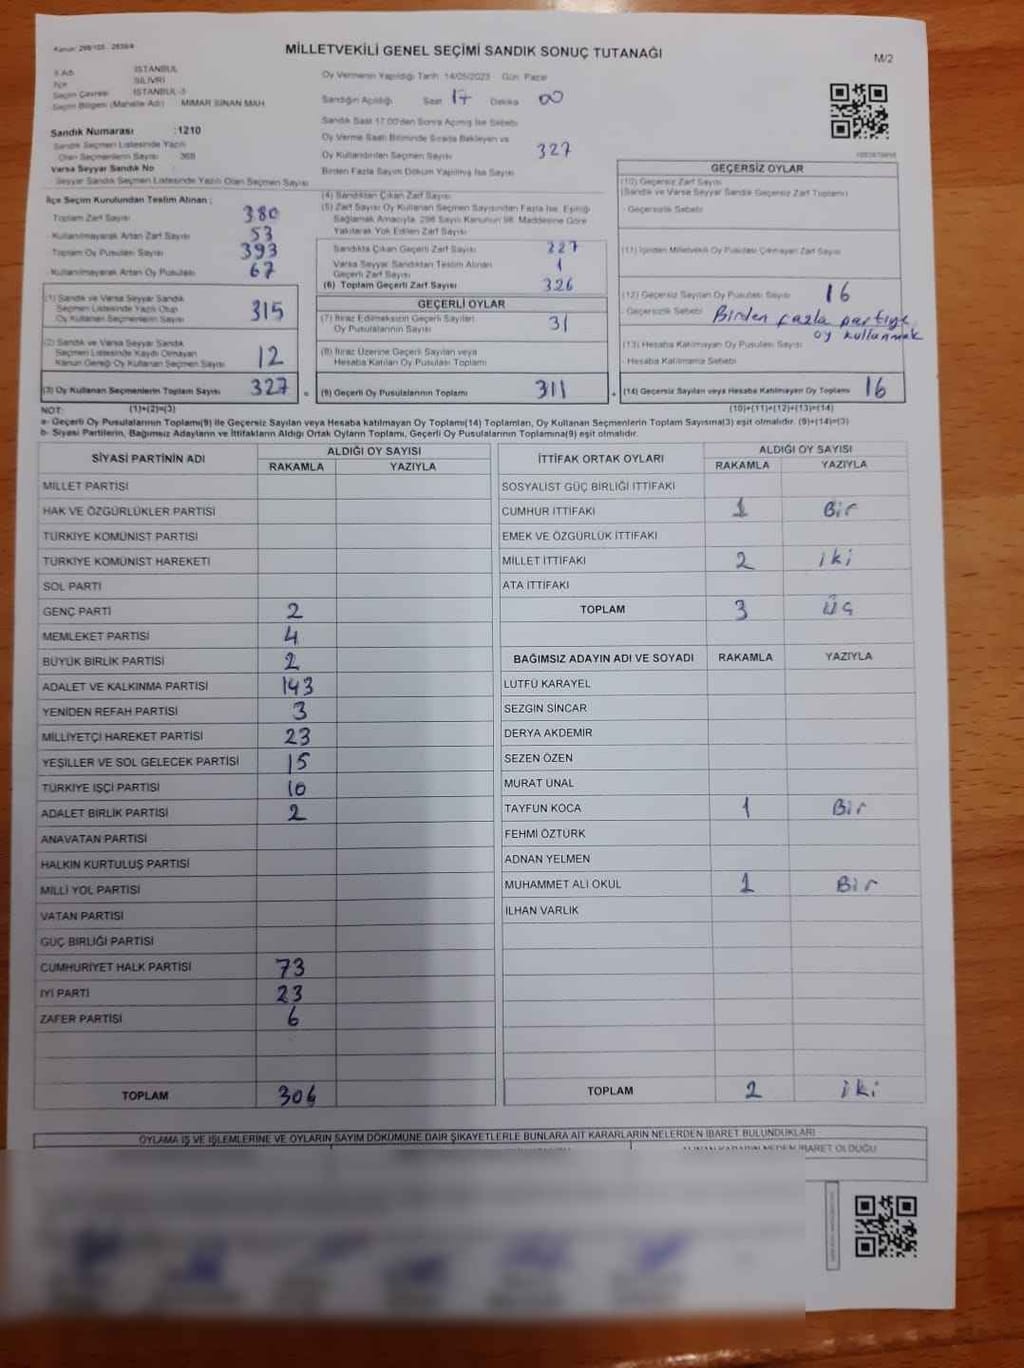 Kanun: 298/105 - 2839/4
MİLLETVEKİLİ GENEL SEÇİMİ SANDIK SONUÇ TUTANAĞI
M/2
İl Adı İSTANBUL
İlçe SİLİVRİ
Seçim Çevresi İSTANBUL-3
Seçim Bölgesi (Mahalle Adı) MİMAR SİNAN MAH
Sandık Numarası :1210
Sandık Seçmen Listesinde Yazılı
Olan Seçmenlerin Sayısı 368
Varsa Seyyar Sandık No
Seyyar Sandık Seçmen Listesinde Yazılı Olan Seçmen Sayısı
Oy Vermenin Yapıldığı Tarih 14/05/2023 Gün Pazar
Sandığın Açıldığı Saat 17 Dakika 00
Sandık Saat 17.00'den Sonra Açılmış İse Sebebi
Oy Verme Saati Bitiminde Sırada Bekleyen ve
Oy Kullandırılan Seçmen Sayısı 327
Birden Fazla Sayım Döküm Yapılmış İse Sayısı
İlçe Seçim Kurulundan Teslim Alınan :
Toplam Zarf Sayısı 380
Kullanılmayarak Artan Zarf Sayısı 53
Toplam Oy Pusulası Sayısı 393
Kullanılmayarak Artan Oy Pusulası 67
(1) Sandık ve Varsa Seyyar Sandık
Seçmen Listesinde Yazılı Olup
Oy Kullanan Seçmenlerin Sayısı 315
(2) Sandık ve Varsa Seyyar Sandık
Seçmen Listesinde Kaydı Olmayan
Kanun Gereği Oy Kullanan Seçmen Sayısı 12
(3) Oy Kullanan Seçmenlerin Toplam Sayısı 327 =
(1)+(2)=(3)
(4) Sandıktan Çıkan Zarf Sayısı
(5) Zarf Sayısı Oy Kullanan Seçmen Sayısından Fazla İse, Eşitliği
Sağlamak Amacıyla, 298 Sayılı Kanunun 98. Maddesine Göre
Yakılarak Yok Edilen Zarf Sayısı
Sandıkta Çıkan Geçerli Zarf Sayısı 227
Varsa Seyyar Sandıktan Teslim Alınan
Geçerli Zarf Sayısı 1
(6) Toplam Geçerli Zarf Sayısı 326
GEÇERLİ OYLAR
(7) İtiraz Edilmeksizin Geçerli Sayılan
Oy Pusulalarının Sayısı 31
(8) İtiraz Üzerine Geçerli Sayılan veya
Hesaba Katılan Oy Pusulası Toplamı
(9) Geçerli Oy Pusulalarının Toplamı 311 +
GEÇERSİZ OYLAR
(10) Geçersiz Zarf Sayısı
(Sandık ve Varsa Seyyar Sandık Geçersiz Zarf Toplamı)
- Geçersizlik Sebebi
(11) İçinden Milletvekili Oy Pusulası Çıkmayan Zarf Sayısı
(12) Geçersiz Sayılan Oy Pusulası Sayısı 16
- Geçersizlik Sebebi Birden fazla partiye
oy kullanmak
(13) Hesaba Katılmayan Oy Pusulası Sayısı
- Hesaba Katılmama Sebebi
(14) Geçersiz Sayılan veya Hesaba Katılmayan Oy Toplamı 16
(10)+(11)+(12)+(13)=(14)
NOT:
a- Geçerli Oy Pusulalarının Toplamı(9) ile Geçersiz Sayılan veya Hesaba katılmayan Oy Toplamı(14) Toplamları, Oy Kullanan Seçmenlerin Toplam Sayısına(3) eşit olmalıdır. (9)+(14)=(3)
b- Siyasi Partilerin, Bağımsız Adayların ve İttifakların Aldığı Ortak Oyların Toplamı, Geçerli Oy Pusulalarının Toplamına(9) eşit olmalıdır.
SİYASİ PARTİNİN ADI ALDIĞI OY SAYISI
RAKAMLA YAZIYLA
MİLLET PARTİSİ
HAK VE ÖZGÜRLÜKLER PARTİSİ
TÜRKİYE KOMÜNİST PARTİSİ
TÜRKİYE KOMÜNİST HAREKETİ
SOL PARTİ
GENÇ PARTİ 2
MEMLEKET PARTİSİ 4
BÜYÜK BİRLİK PARTİSİ 2
ADALET VE KALKINMA PARTİSİ 143
YENİDEN REFAH PARTİSİ 3
MİLLİYETÇİ HAREKET PARTİSİ 23
YEŞİLLER VE SOL GELECEK PARTİSİ 15
TÜRKİYE İŞÇİ PARTİSİ 10
ADALET BİRLİK PARTİSİ 2
ANAVATAN PARTİSİ
HALKIN KURTULUŞ PARTİSİ
MİLLİ YOL PARTİSİ
VATAN PARTİSİ
GÜÇ BİRLİĞİ PARTİSİ
CUMHURİYET HALK PARTİSİ 73
İYİ PARTİ 23
ZAFER PARTİSİ 6
TOPLAM 306
İTTİFAK ORTAK OYLARI ALDIĞI OY SAYISI
RAKAMLA YAZIYLA
SOSYALİST GÜÇ BİRLİĞİ İTTİFAKI
CUMHUR İTTİFAKI 1 Bir
EMEK VE ÖZGÜRLÜK İTTİFAKI
MİLLET İTTİFAKI 2 iki
ATA İTTİFAKI
TOPLAM 3 üç
BAĞIMSIZ ADAYIN ADI VE SOYADI RAKAMLA YAZIYLA
LÜTFÜ KARAYEL
SEZGİN SİNCAR
DERYA AKDEMİR
SEZEN ÖZEN
MURAT ÜNAL
TAYFUN KOCA 1 Bir
FEHMİ ÖZTÜRK
ADNAN YELMEN
MUHAMMET ALİ OKUL 1 Bir
İLHAN VARLIK
TOPLAM 2 iki
OYLAMA İŞ VE İŞLEMLERİNE VE OYLARIN SAYIM DÖKÜMÜNE DAİR ŞİKAYETLERLE BUNLARA AİT KARARLARIN NELERDEN İBARET BULUNDUKLARI
ALINAN KARARIN NEDEN İBARET OLDUĞU